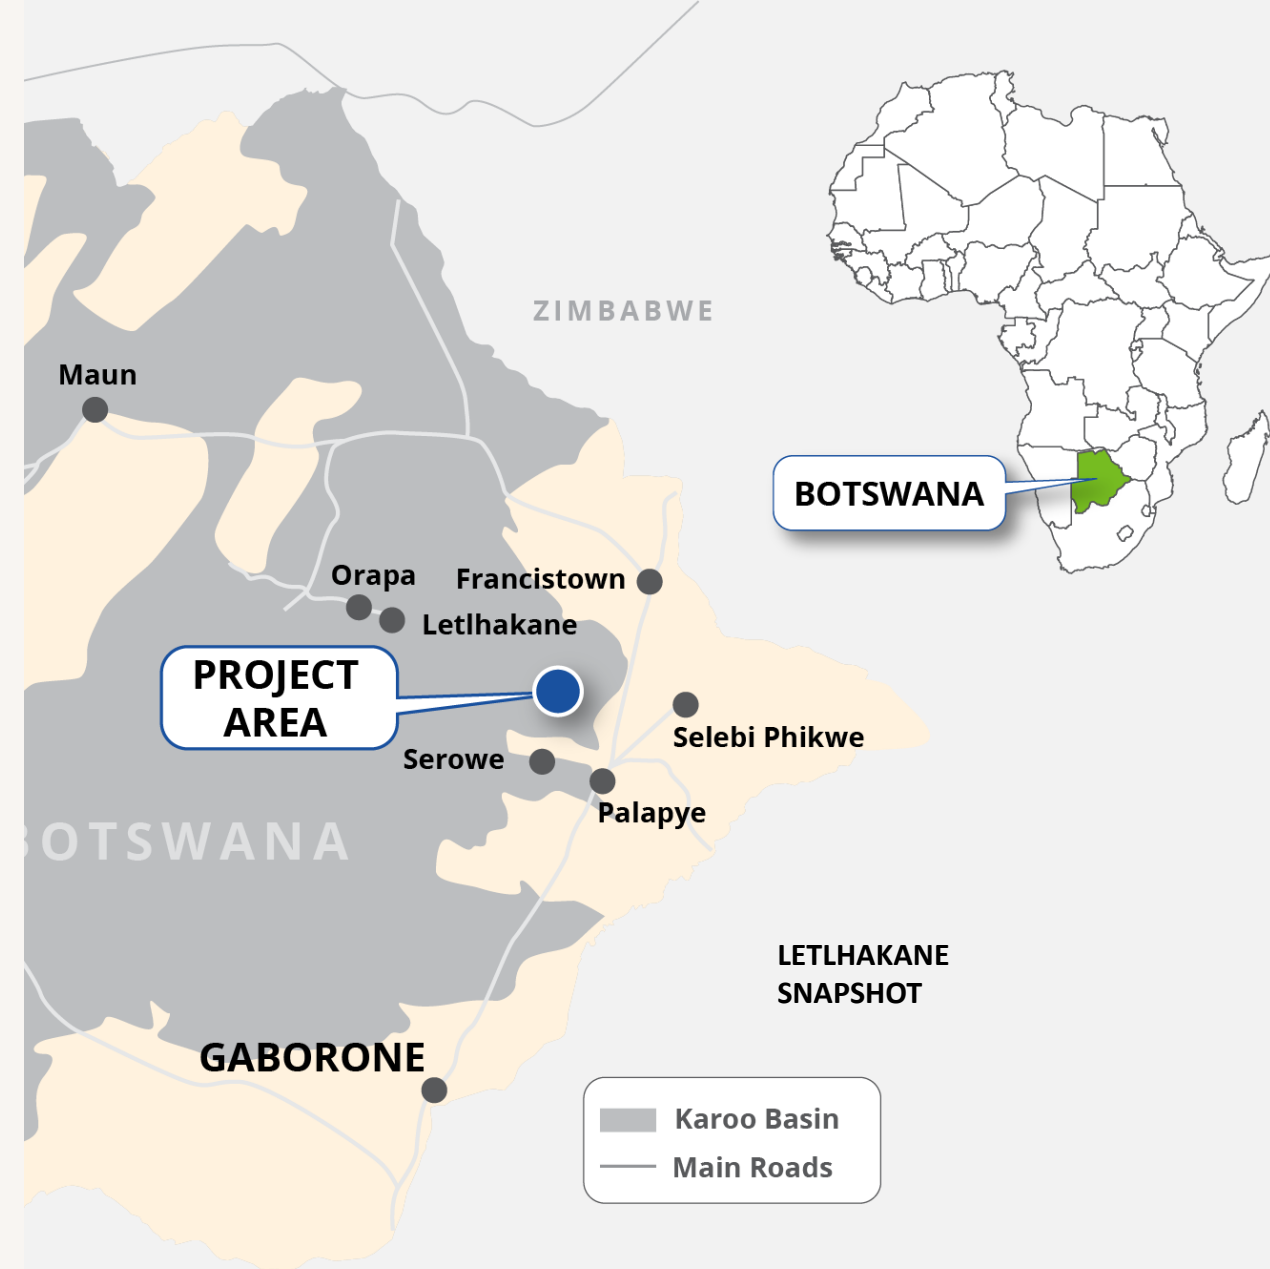 ZIMBABWE
Maun
BOTSWANA
Orapa
Francistown
Letlhakane
PROJECT
AREA
Selebi Phikwe
Serowe
Palapye
BOTSWANA
LETLHAKANE
SNAPSHOT
GABORONE
Karoo Basin
Main Roads